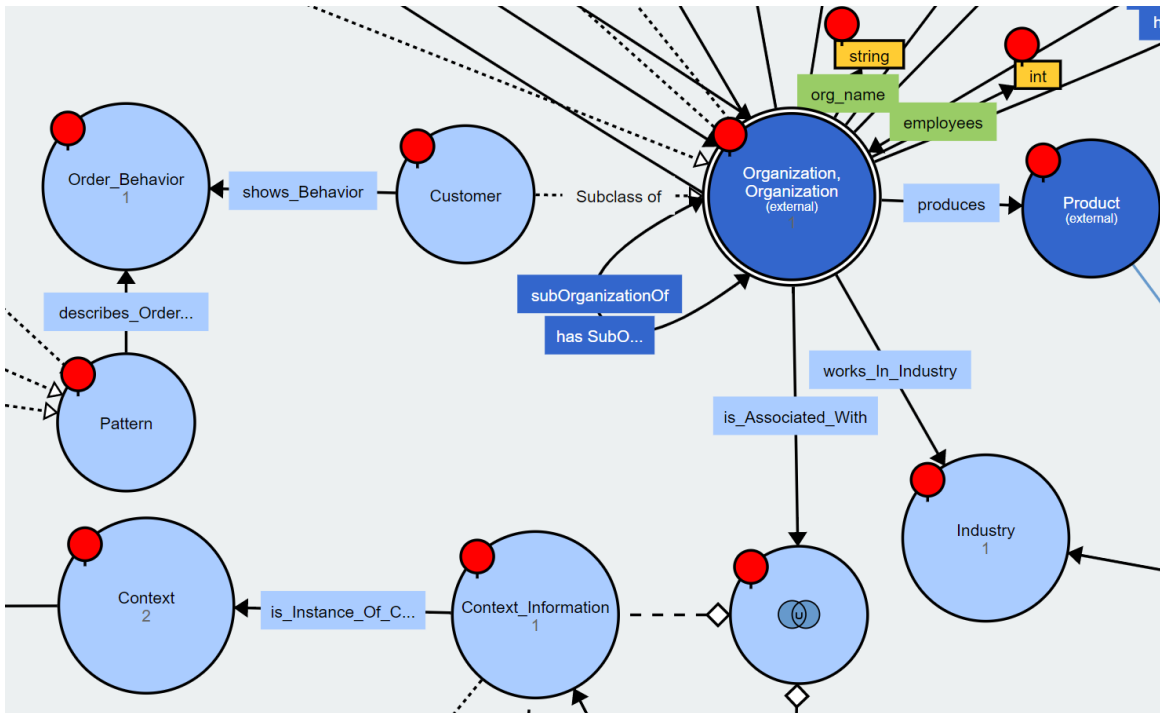 h
string
int
org_name
employees
Order_Behavior
1
shows_Behavior
Customer
Subclass of
Organization,
Organization
(external)
produces
Product
(external)
subOrganizationOf
has SubO...
describes_Order...
works_In_Industry
is_Associated_With
Pattern
Industry
1
Context
2
is_Instance_Of_C...
Context_Information
1
U